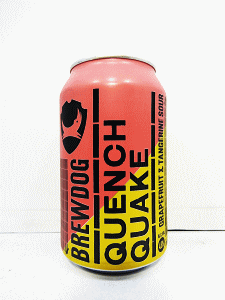 BREWDOG
QUENCH
QUAKE
GRAPEFRUIT X TANGERINE SOUR